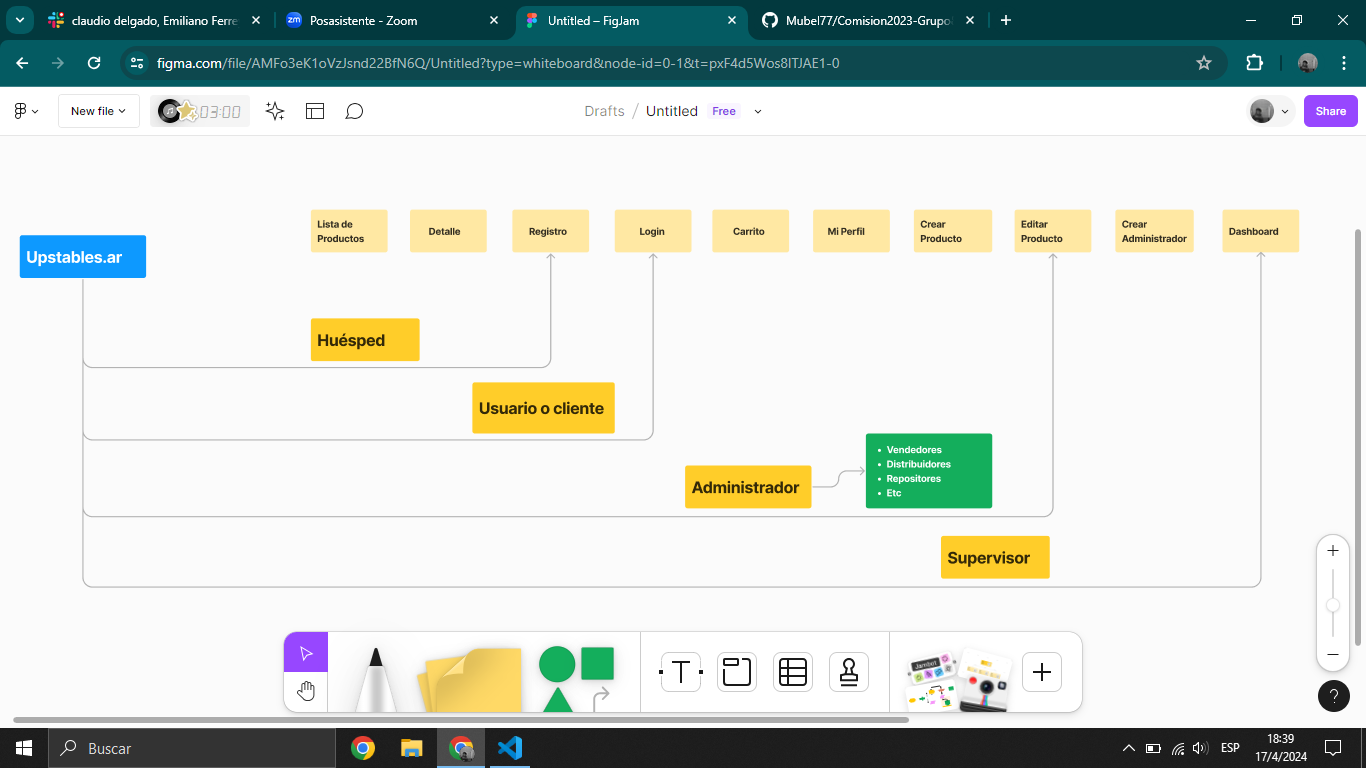 claudio delgado, Emiliano Ferre
Posasistente - Zoom
Untitled – FigJam
Mubel77/Comision2023-Grupo
figma.com/file/AMFo3eK1oVzJsnd22BfN6Q/Untitled?type=whiteboard&node-id=0-1&t=pxF4d5Wos8ITJAE1-0
New file
03:00
Drafts / Untitled Free
Share
Lista de
Productos
Detalle
Registro
Login
Carrito
Mi Perfil
Crear
Producto
Editar
Producto
Crear
Administrador
Dashboard
Upstables.ar
Huésped
Usuario o cliente
• Vendedores
• Distribuidores
• Repositores
• Etc
Administrador
Supervisor
Jambot
?
Buscar
ESP
18:39
17/4/2024